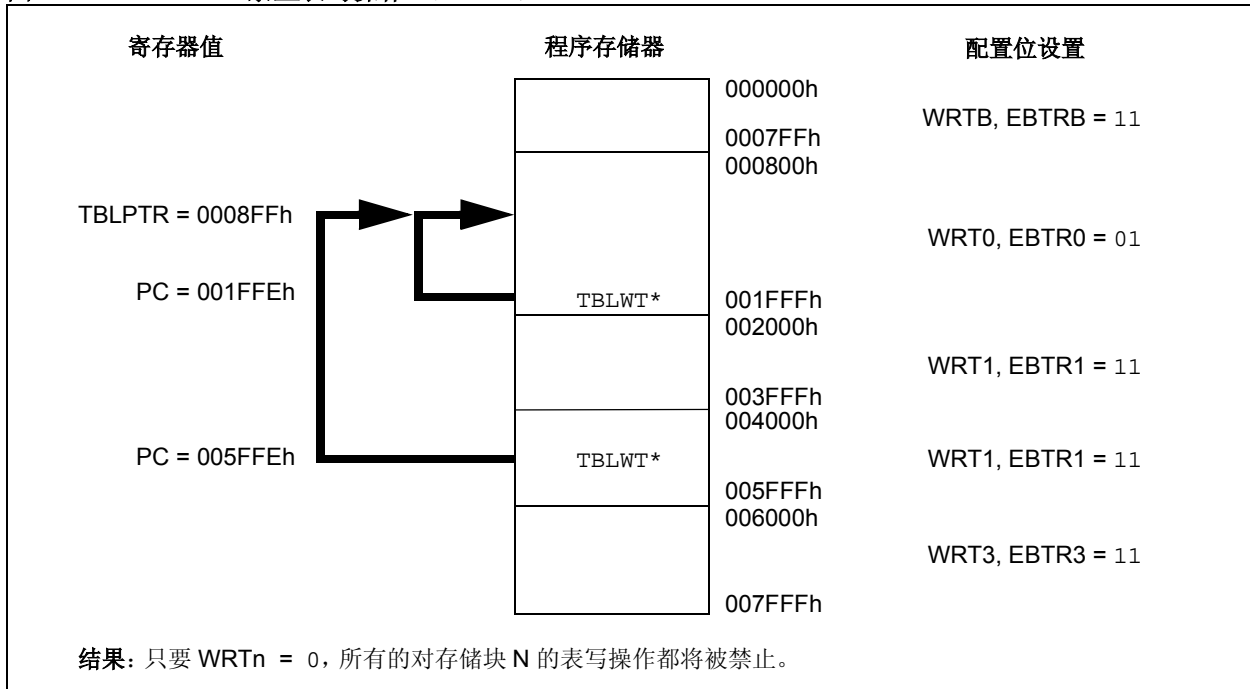 寄存器值 程序存储器 配置位设置
000000h
WRTB, EBTRB = 11
0007FFh
000800h
TBLPTR = 0008FFh
WRT0, EBTR0 = 01
PC = 001FFEh TBLWT* 001FFFh
002000h
WRT1, EBTR1 = 11
003FFFh
004000h
PC = 005FFEh TBLWT* WRT1, EBTR1 = 11
005FFFh
006000h
WRT3, EBTR3 = 11
007FFFh
结果: 只要 WRTn = 0，所有的对存储块 N 的表写操作都将被禁止。